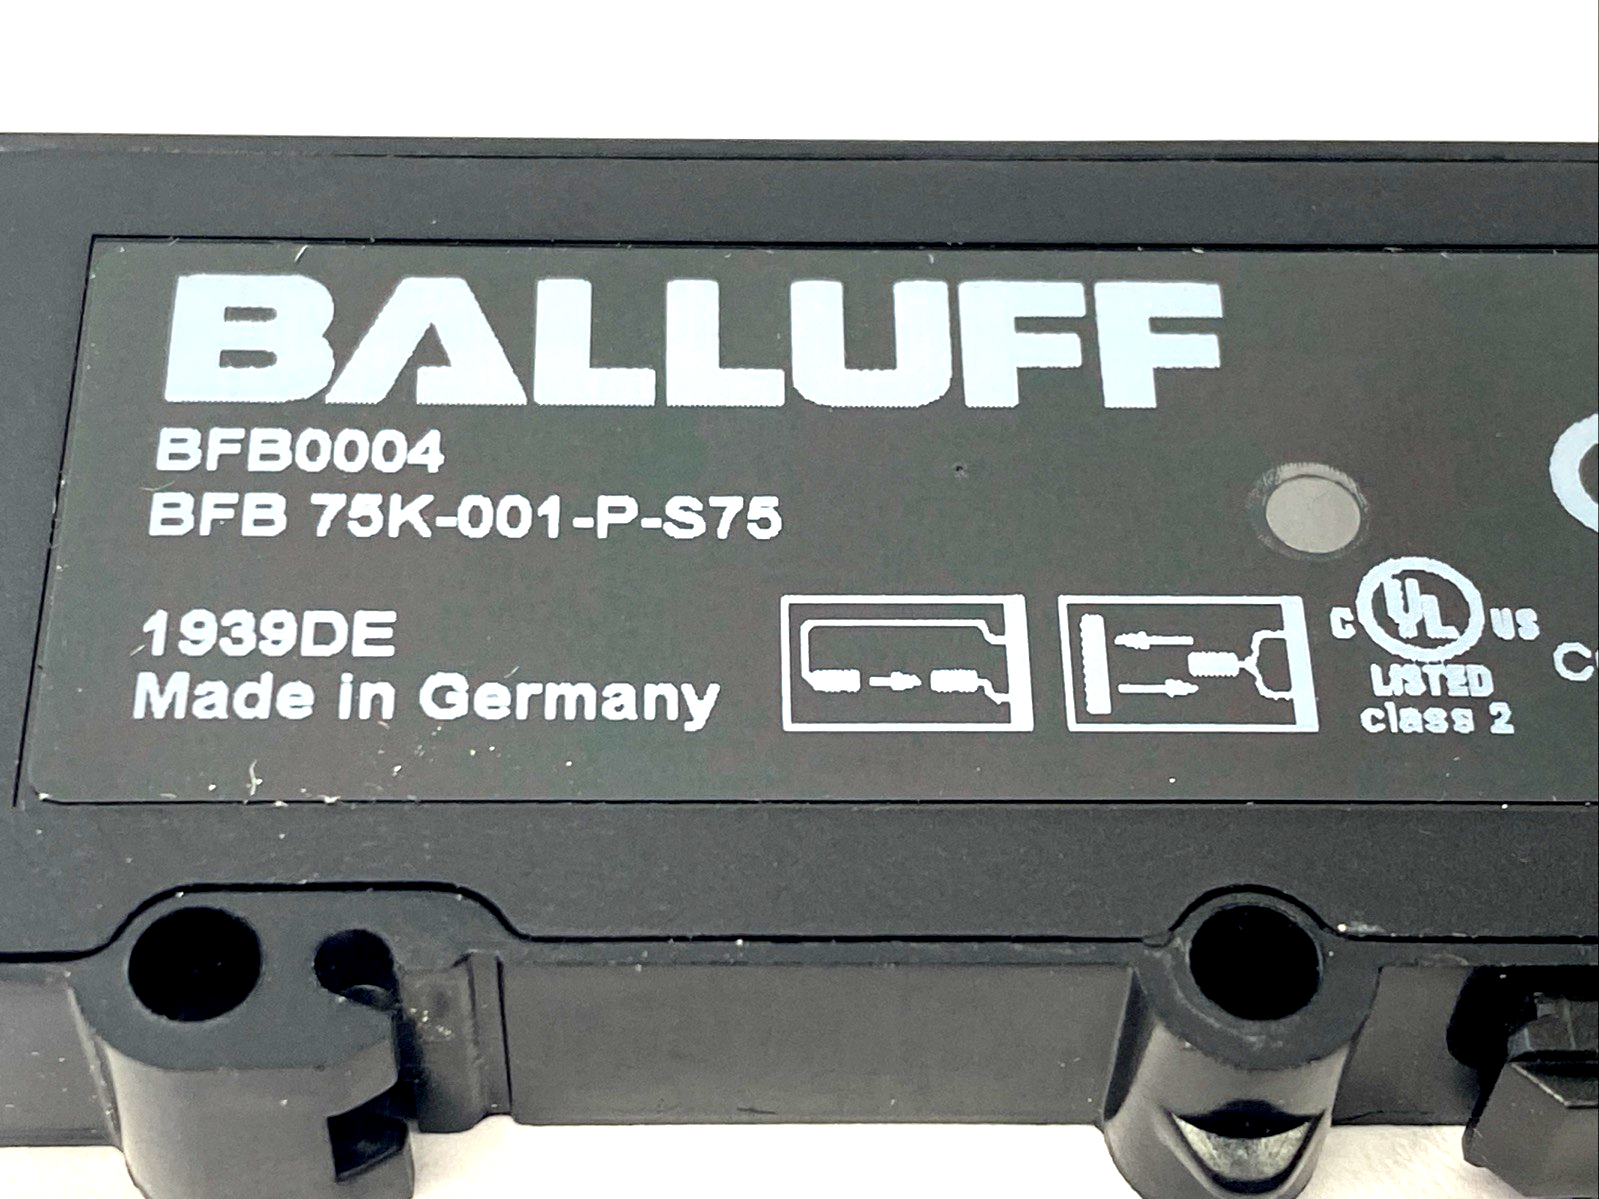 BALLUFF
BFB0004
BFB 75K-001-P-S75
1939DE
Made in Germany
C UL US
LISTED
class 2